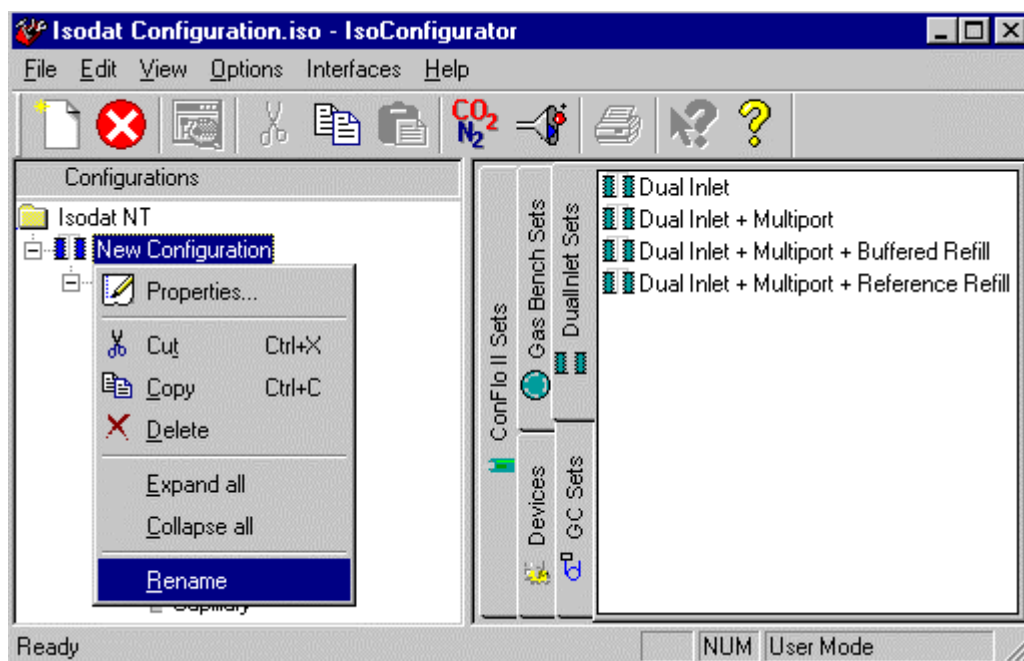 Isodat Configuration.iso - IsoConfigurator
File Edit View Options Interfaces Help
CO2
N2
Configurations
Isodat NT
New Configuration
Properties...
Cut Ctrl+X
Copy Ctrl+C
Delete
Expand all
Collapse all
Rename
ConFlo II Sets
Gas Bench Sets
DualInlet Sets
Devices
GC Sets
Dual Inlet
Dual Inlet + Multiport
Dual Inlet + Multiport + Buffered Refill
Dual Inlet + Multiport + Reference Refill
Ready
NUM
User Mode